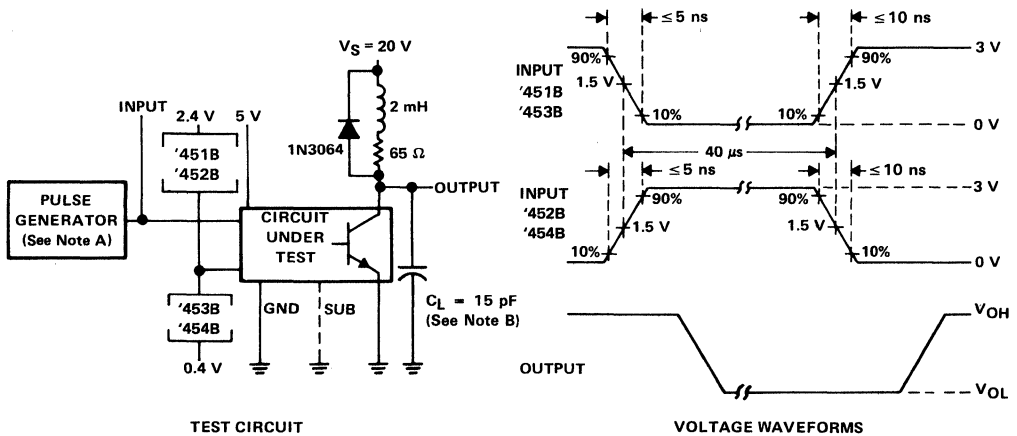 VS = 20 V
INPUT
2.4 V
5 V
2 mH
'451B
'452B
1N3064
65 Ω
OUTPUT
PULSE
GENERATOR
(See Note A)
CIRCUIT
UNDER
TEST
'453B
'454B
0.4 V
GND
SUB
CL = 15 pF
(See Note B)
TEST CIRCUIT
≤ 5 ns
≤ 10 ns
3 V
90%
90%
INPUT
'451B
'453B
1.5 V
1.5 V
10%
10%
0 V
40 μs
≤ 5 ns
≤ 10 ns
3 V
INPUT
'452B
'454B
90%
90%
1.5 V
1.5 V
10%
10%
0 V
VOH
OUTPUT
VOL
VOLTAGE WAVEFORMS